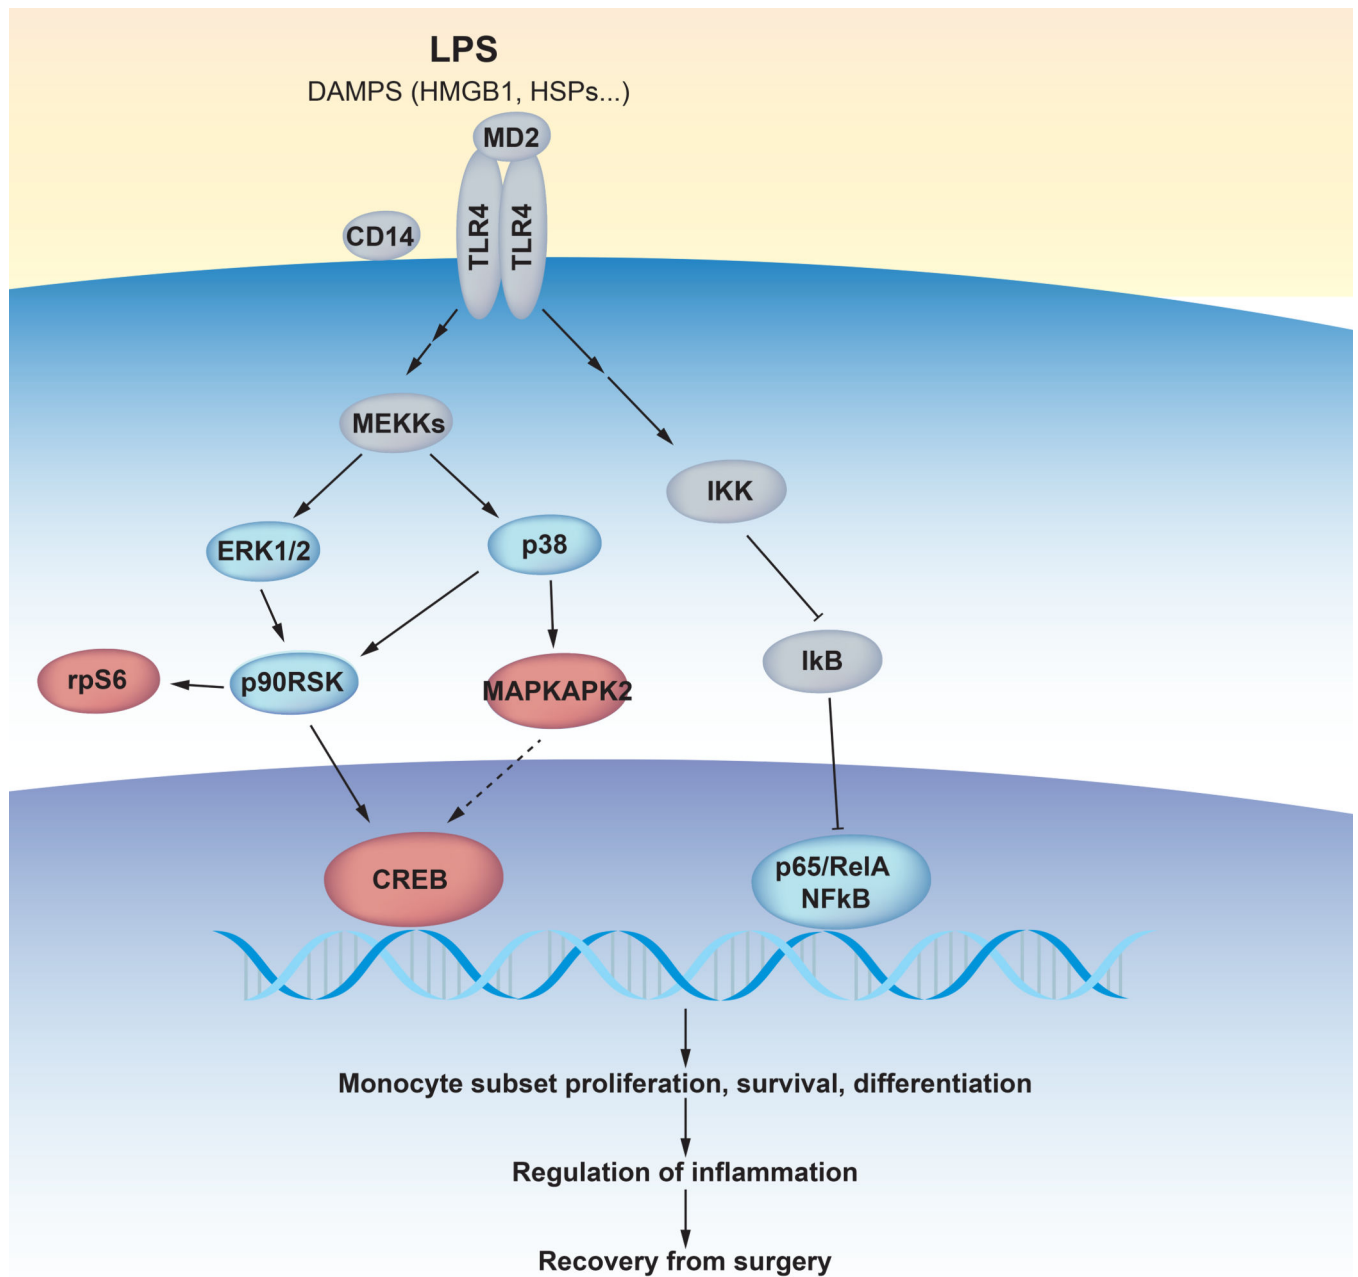 LPS
DAMPS (HMGB1, HSPs...)
MD2
TLR4
TLR4
CD14
MEKKs
IKK
ERK1/2
p38
IkB
rpS6
p90RSK
MAPKAPK2
CREB
p65/RelA
NFkB
Monocyte subset proliferation, survival, differentiation
Regulation of inflammation
Recovery from surgery